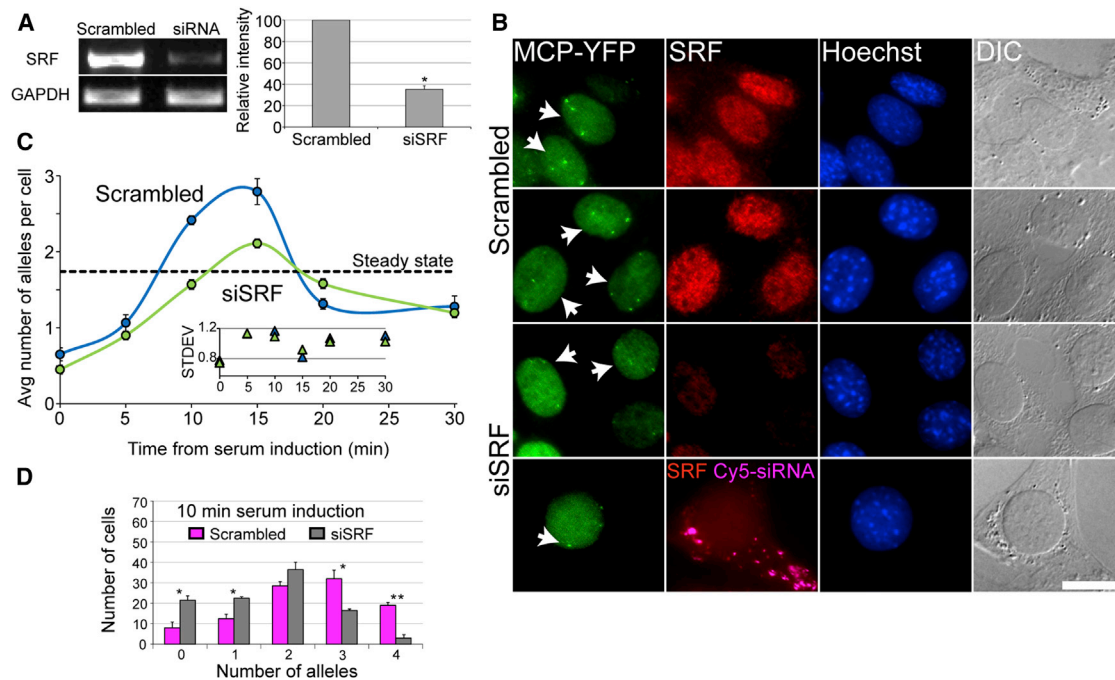 A
Scrambled siRNA
SRF
GAPDH
Relative intensity
100
80
60
40
20
0
*
Scrambled siSRF
B
MCP-YFP SRF Hoechst DIC
Scrambled
siSRF
SRF Cy5-siRNA
C
Avg number of alleles per cell
3
2
1
0
Scrambled
Steady state
siSRF
STDEV
1.2
0.8
0 5 10 15 20 25 30
0 5 10 15 20 30
Time from serum induction (min)
D
Number of cells
70
60
50
40
30
20
10
0
10 min serum induction
Scrambled siSRF
* * * **
0 1 2 3 4
Number of alleles